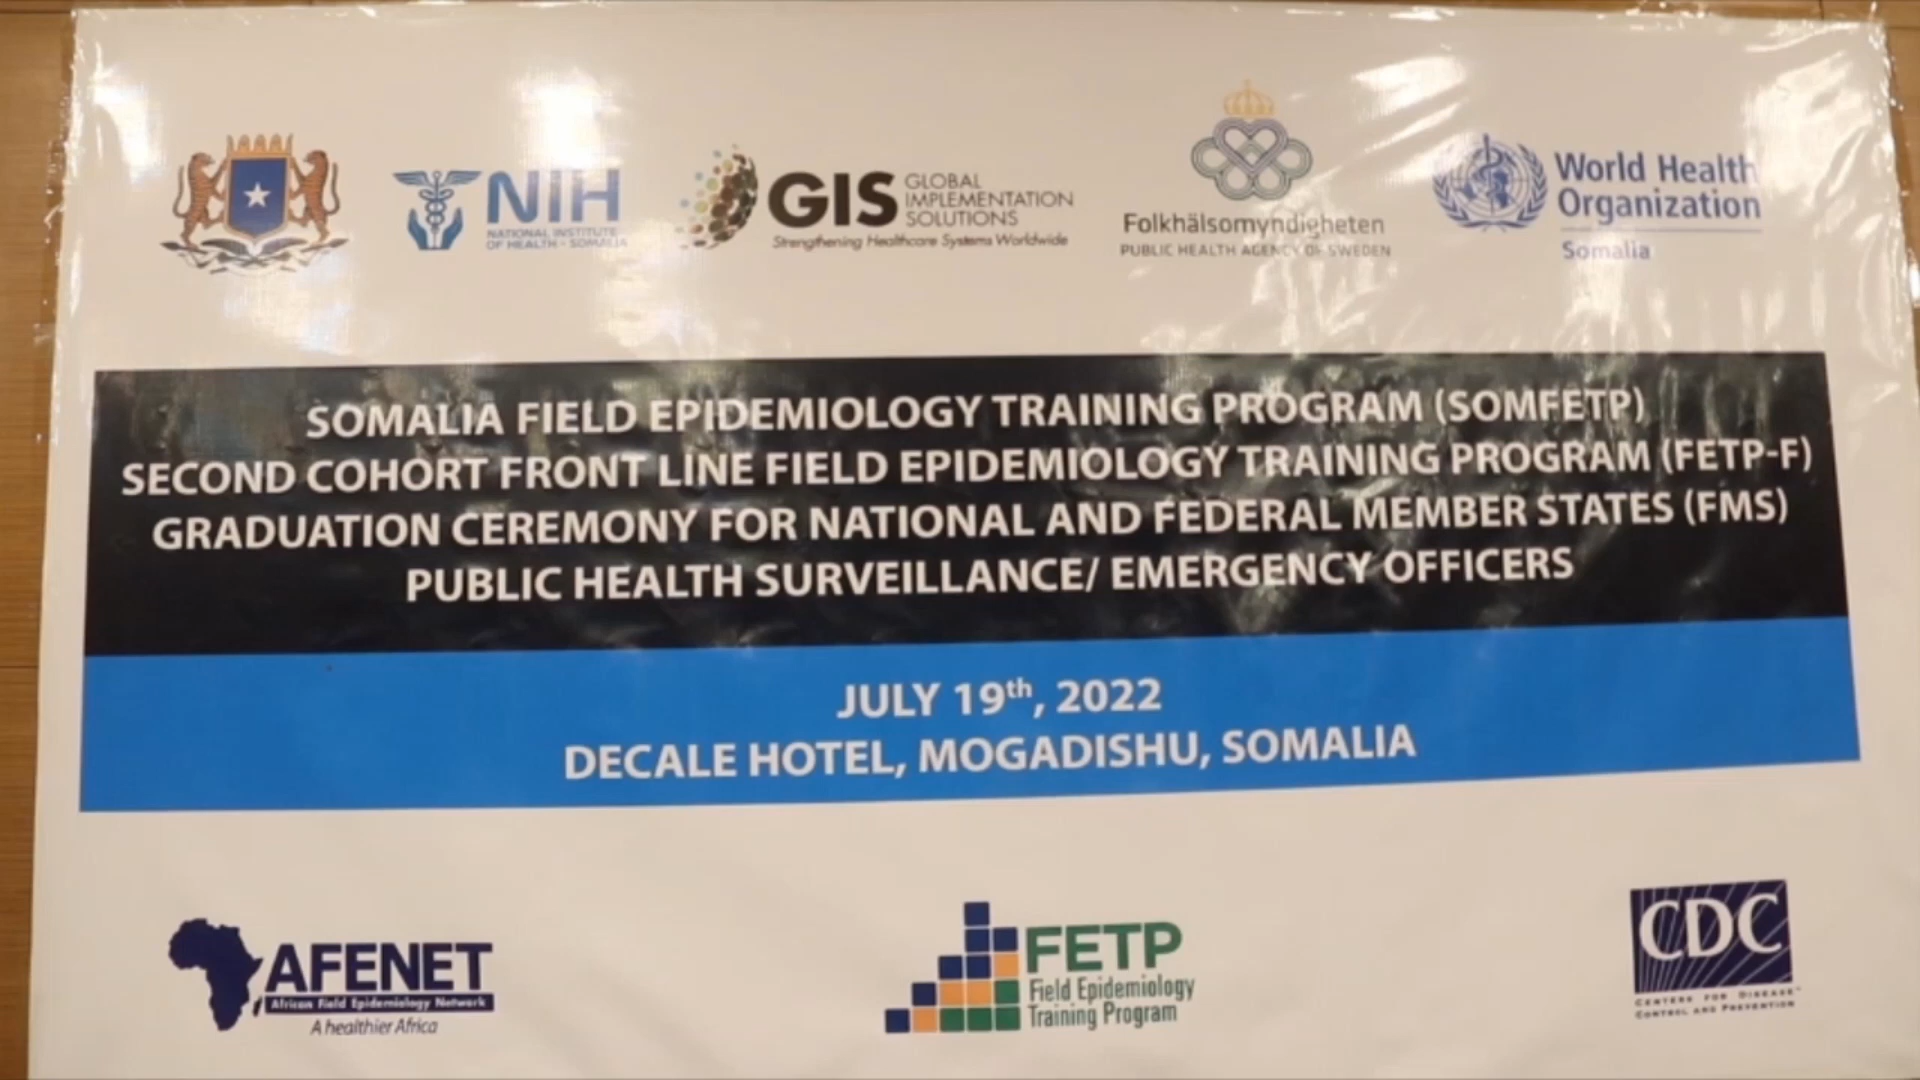 NIH
NATIONAL INSTITUTE
OF HEALTH - SOMALIA
GIS
GLOBAL
IMPLEMENTATION
SOLUTIONS
Strengthening Healthcare Systems Worldwide
Folkhälsomyndigheten
PUBLIC HEALTH AGENCY OF SWEDEN
World Health
Organization
Somalia
SOMALIA FIELD EPIDEMIOLOGY TRAINING PROGRAM (SOMFETP)
SECOND COHORT FRONT LINE FIELD EPIDEMIOLOGY TRAINING PROGRAM (FETP-F)
GRADUATION CEREMONY FOR NATIONAL AND FEDERAL MEMBER STATES (FMS)
PUBLIC HEALTH SURVEILLANCE/ EMERGENCY OFFICERS
JULY 19th, 2022
DECALE HOTEL, MOGADISHU, SOMALIA
AFENET
African Field Epidemiology Network
A healthier Africa
FETP
Field Epidemiology
Training Program
CDC
CENTERS FOR DISEASE™
CONTROL AND PREVENTION